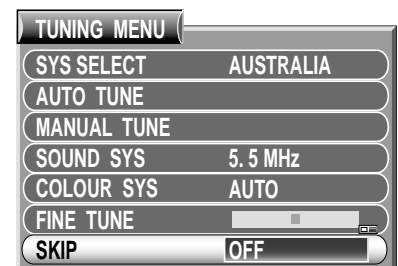 TUNING MENU
SYS SELECT AUSTRALIA
AUTO TUNE
MANUAL TUNE
SOUND SYS 5. 5 MHz
COLOUR SYS AUTO
FINE TUNE
SKIP OFF